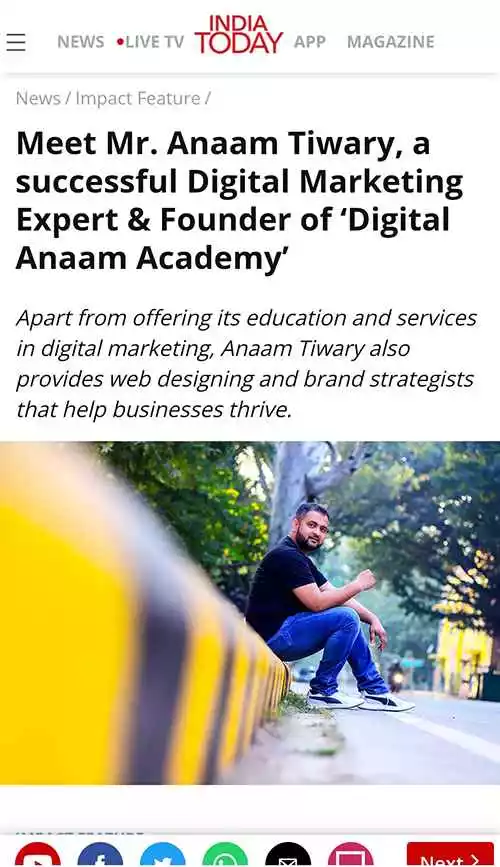 INDIA
TODAY
NEWS
LIVE TV
APP
MAGAZINE
News / Impact Feature /
Meet Mr. Anaam Tiwary, a
successful Digital Marketing
Expert & Founder of ‘Digital
Anaam Academy’
Apart from offering its education and services
in digital marketing, Anaam Tiwary also
provides web designing and brand strategists
that help businesses thrive.
Next